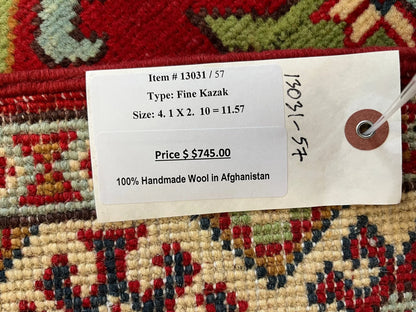 Item # 13031 / 57
Type: Fine Kazak
Size: 4. 1 X 2. 10 = 11.57
Price $ $745.00
100% Handmade Wool in Afghanistan
13031-57